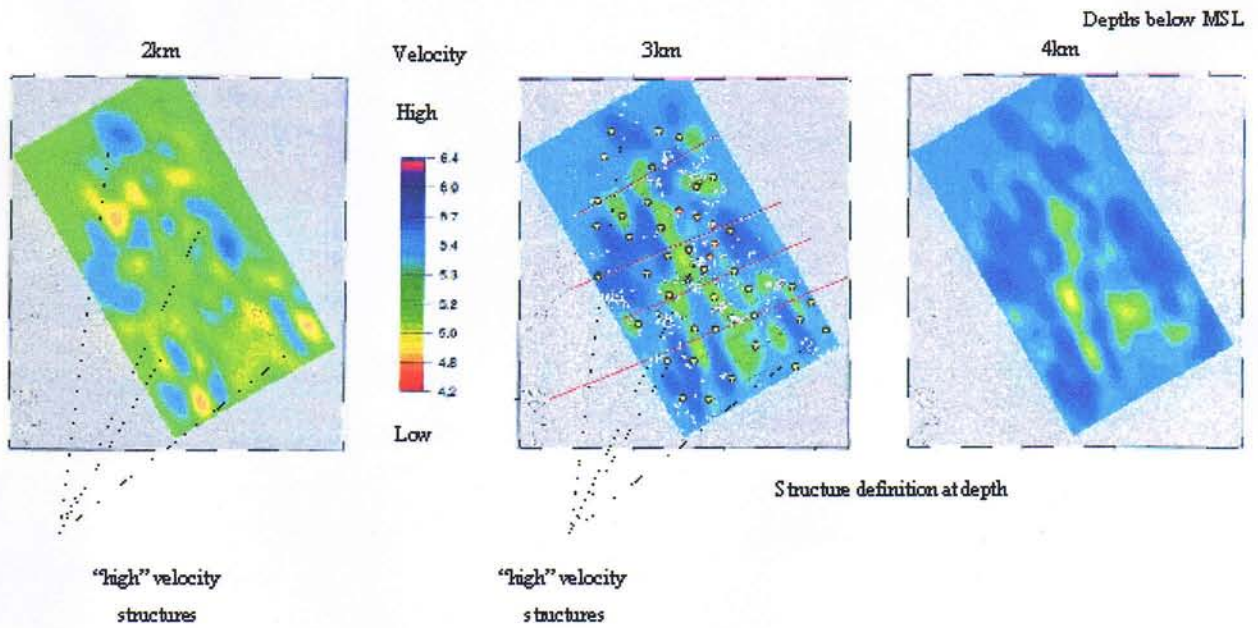 Depths below MSL
2km
Velocity
3km
4km
High
6.4
6.0
5.7
5.4
5.3
5.2
5.0
4.8
4.2
Low
Structure definition at depth
“high” velocity
structures
“high” velocity
structures